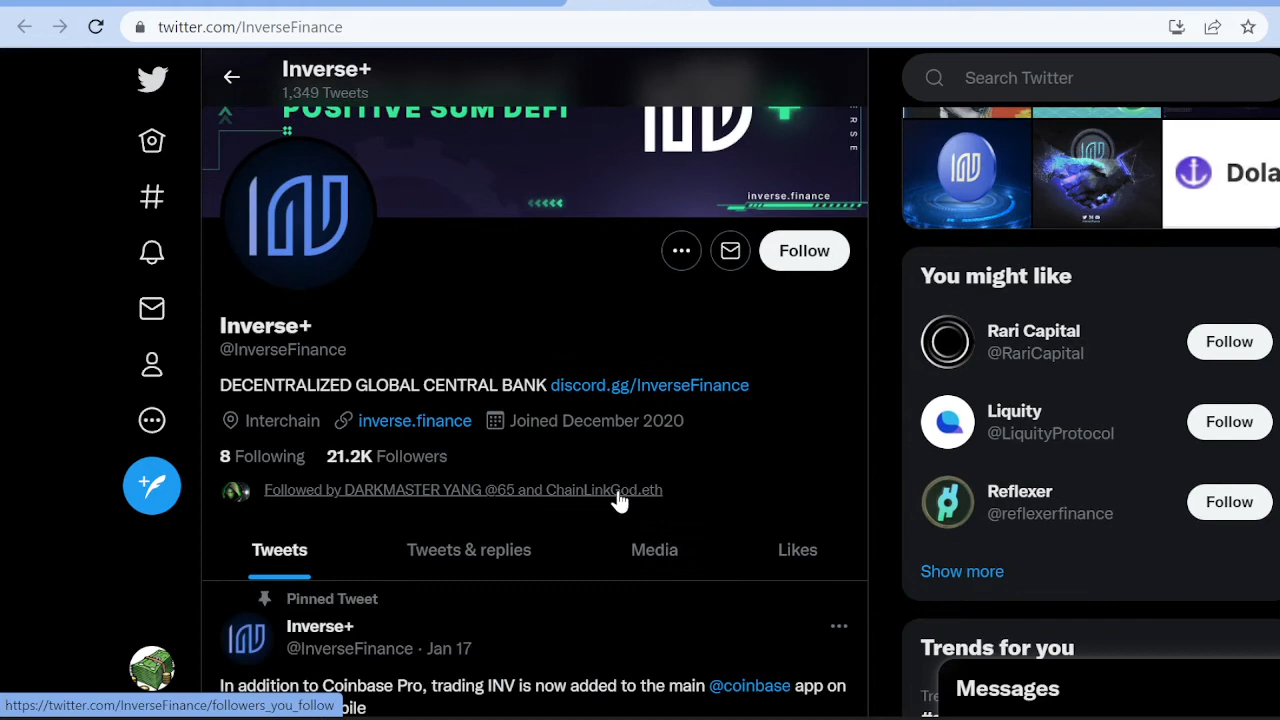 twitter.com/InverseFinance
Inverse+
1,349 Tweets
POSITIVE SUM DEFI
inverse.finance
Follow
Inverse+
@InverseFinance
DECENTRALIZED GLOBAL CENTRAL BANK discord.gg/InverseFinance
Interchain inverse.finance Joined December 2020
8 Following 21.2K Followers
Followed by DARKMASTER YANG @65 and ChainLinkGod.eth
Tweets Tweets & replies Media Likes
Pinned Tweet
Inverse+
@InverseFinance · Jan 17
In addition to Coinbase Pro, trading INV is now added to the main @coinbase app on
https://twitter.com/InverseFinance/followers_you_follow
Search Twitter
Dola
You might like
Rari Capital
@RariCapital
Follow
Liquity
@LiquityProtocol
Follow
Reflexer
@reflexerfinance
Follow
Show more
Trends for you
Messages